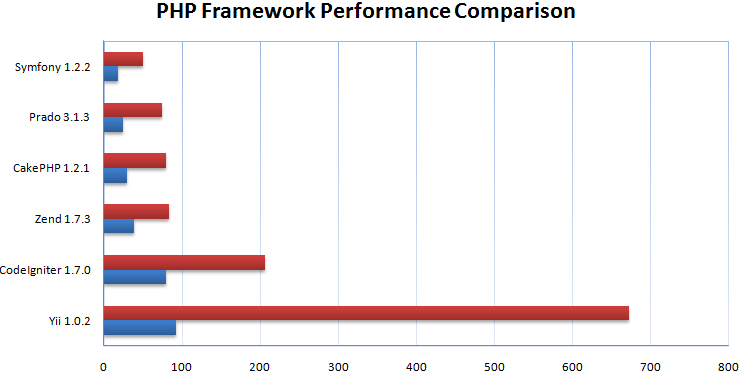 PHP Framework Performance Comparison
Symfony 1.2.2
Prado 3.1.3
CakePHP 1.2.1
Zend 1.7.3
CodeIgniter 1.7.0
Yii 1.0.2
0 100 200 300 400 500 600 700 800